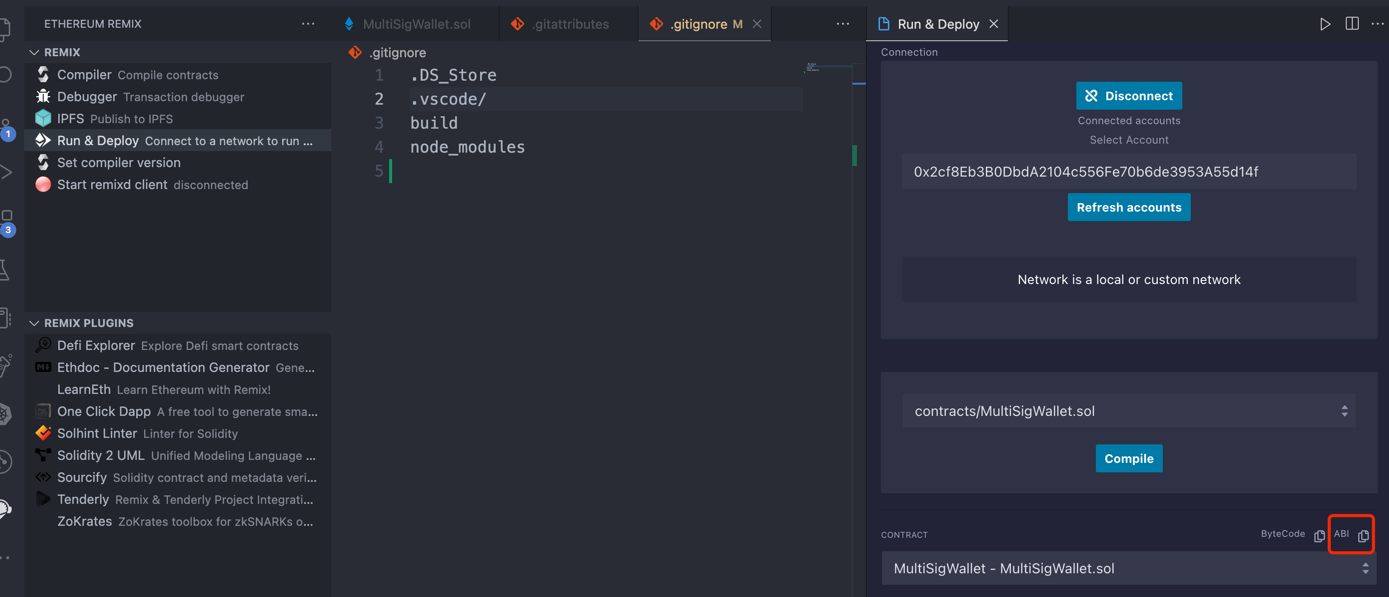 ETHEREUM REMIX
REMIX
Compiler Compile contracts
Debugger Transaction debugger
IPFS Publish to IPFS
Run & Deploy Connect to a network to run ...
Set compiler version
Start remixd client disconnected
1
3
REMIX PLUGINS
Defi Explorer Explore Defi smart contracts
Ethdoc - Documentation Generator Gene...
LearnEth Learn Ethereum with Remix!
One Click Dapp A free tool to generate sma...
Solhint Linter Linter for Solidity
Solidity 2 UML Unified Modeling Language ...
Sourcify Solidity contract and metadata veri...
Tenderly Remix & Tenderly Project Integrati...
ZoKrates ZoKrates toolbox for zkSNARKs o...
MultiSigWallet.sol .gitattributes .gitignore M
.gitignore
1 .DS_Store
2 .vscode/
3 build
4 node_modules
5
Run & Deploy
Connection
Disconnect
Connected accounts
Select Account
0x2cf8Eb3B0DbdA2104c556Fe70b6de3953A55d14f
Refresh accounts
Network is a local or custom network
contracts/MultiSigWallet.sol
Compile
CONTRACT ByteCode ABI
MultiSigWallet - MultiSigWallet.sol